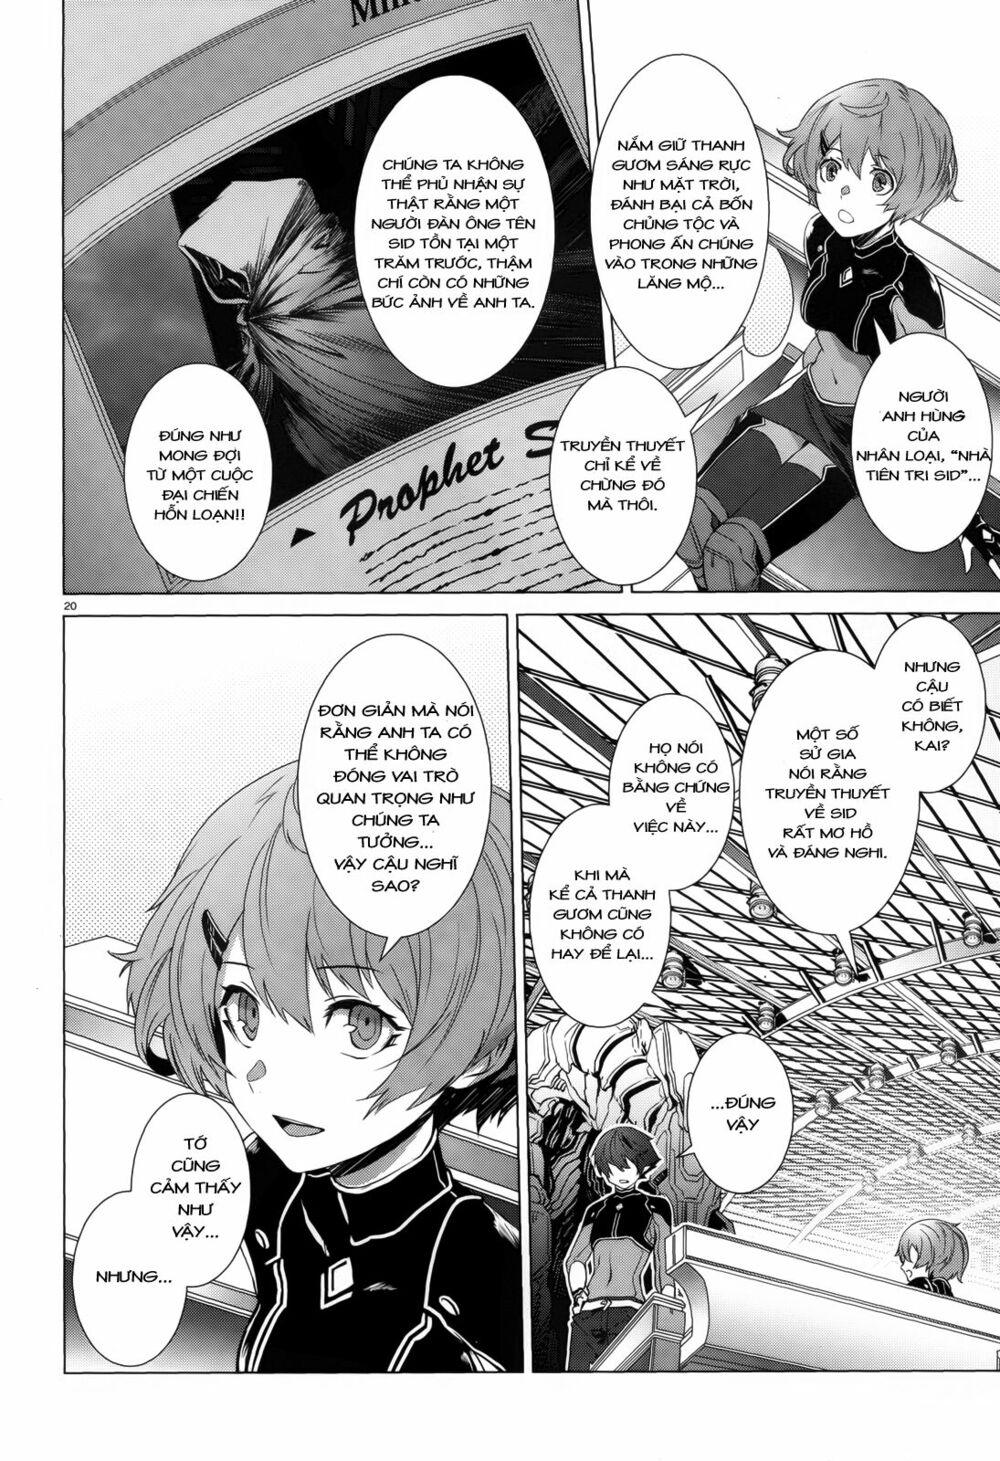 NẮM GIỮ THANH
GƯƠM SÁNG RỰC
NHƯ MẶT TRỜI,
ĐÁNH BẠI CẢ BỐN
CHỦNG TỘC VÀ
PHONG ẤN CHÚNG
VÀO TRONG NHỮNG
LĂNG MỘ...
NGƯỜI
ANH HÙNG
CỦA
NHÂN LOẠI, “NHÀ
TIÊN TRI SID”...
TRUYỀN THUYẾT
CHỈ KỂ VỀ
CHỪNG ĐÓ
MÀ THÔI.
CHÚNG TA KHÔNG
THỂ PHỦ NHẬN SỰ
THẬT RẰNG MỘT
NGƯỜI ĐÀN ÔNG TÊN
SID TỒN TẠI MỘT
TRĂM TRƯỚC, THẬM
CHÍ CÒN CÓ NHỮNG
BỨC ẢNH VỀ ANH TA.
ĐÚNG NHƯ
MONG ĐỢI
TỪ MỘT CUỘC
ĐẠI CHIẾN
HỖN LOẠN!!
Prophet S
20
NHƯNG
CẬU
CÓ BIẾT
KHÔNG,
KAI?
MỘT SỐ
SỬ GIA
NÓI RẰNG
TRUYỀN THUYẾT
VỀ SID
RẤT MƠ HỒ
VÀ ĐÁNG NGHI.
HỌ NÓI
KHÔNG CÓ
BẰNG CHỨNG
VỀ
VIỆC NÀY...
KHI MÀ
KỂ CẢ THANH
GƯƠM CŨNG
KHÔNG CÓ
HAY ĐỂ LẠI...
...ĐÚNG
VẬY
ĐƠN GIẢN MÀ NÓI
RẰNG ANH TA CÓ
THỂ KHÔNG
ĐÓNG VAI TRÒ
QUAN TRỌNG NHƯ
CHÚNG TA
TƯỞNG...
VẬY CẬU NGHĨ
SAO?
TỚ
CŨNG
CẢM THẤY
NHƯ
VẬY...
NHƯNG...